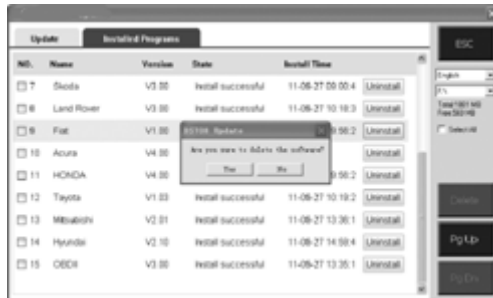 Update Installed Programs
ESC
NO. Name Version State Install Time
7 Skoda V3.00 Install successful 11-06-27 09:00:4 Uninstall
English
8 Land Rover V3.00 Install successful 11-06-27 10:18:3 Uninstall
Select All
9 Fiat V1.00 Uninstall
Update
Are you sure to delete the software?
Yes No
10 Acura V4.00 Uninstall
11 HONDA V4.00 Uninstall
12 Tayota V1.03 Install successful 11-06-27 10:19:2 Uninstall
Delete
13 Mitsubishi V2.01 Install successful 11-06-27 13:36:1 Uninstall
14 Hyundai V2.10 Install successful 11-06-27 14:59:4 Uninstall
PgUp
15 OBDII V3.00 Install successful 11-06-27 13:35:1 Uninstall
PgDn